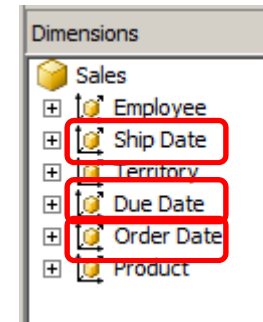 Dimensions
Sales
Employee
Ship Date
Territory
Due Date
Order Date
Product